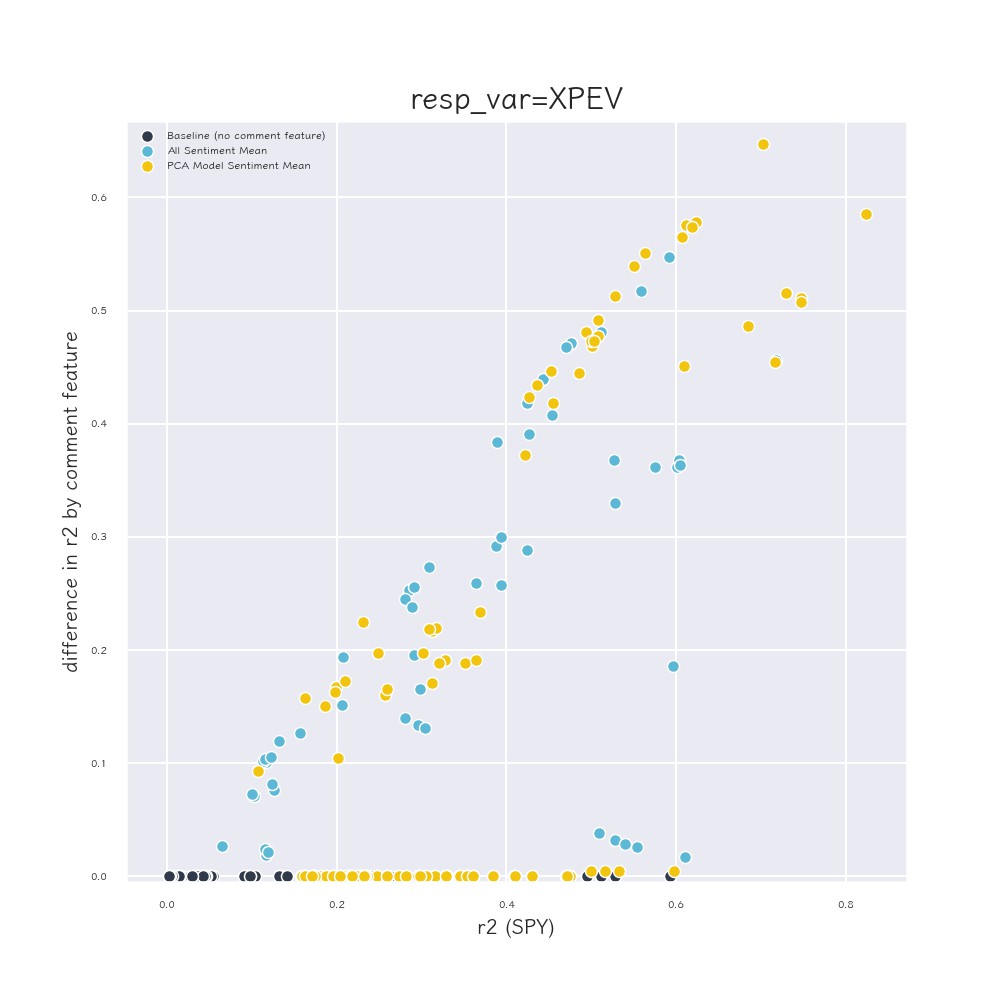 resp_var=XPEV
Baseline (no comment feature)
All Sentiment Mean
PCA Model Sentiment Mean
difference in r2 by comment feature
0.6
0.5
0.4
0.3
0.2
0.1
0.0
0.0 0.2 0.4 0.6 0.8
r2 (SPY)